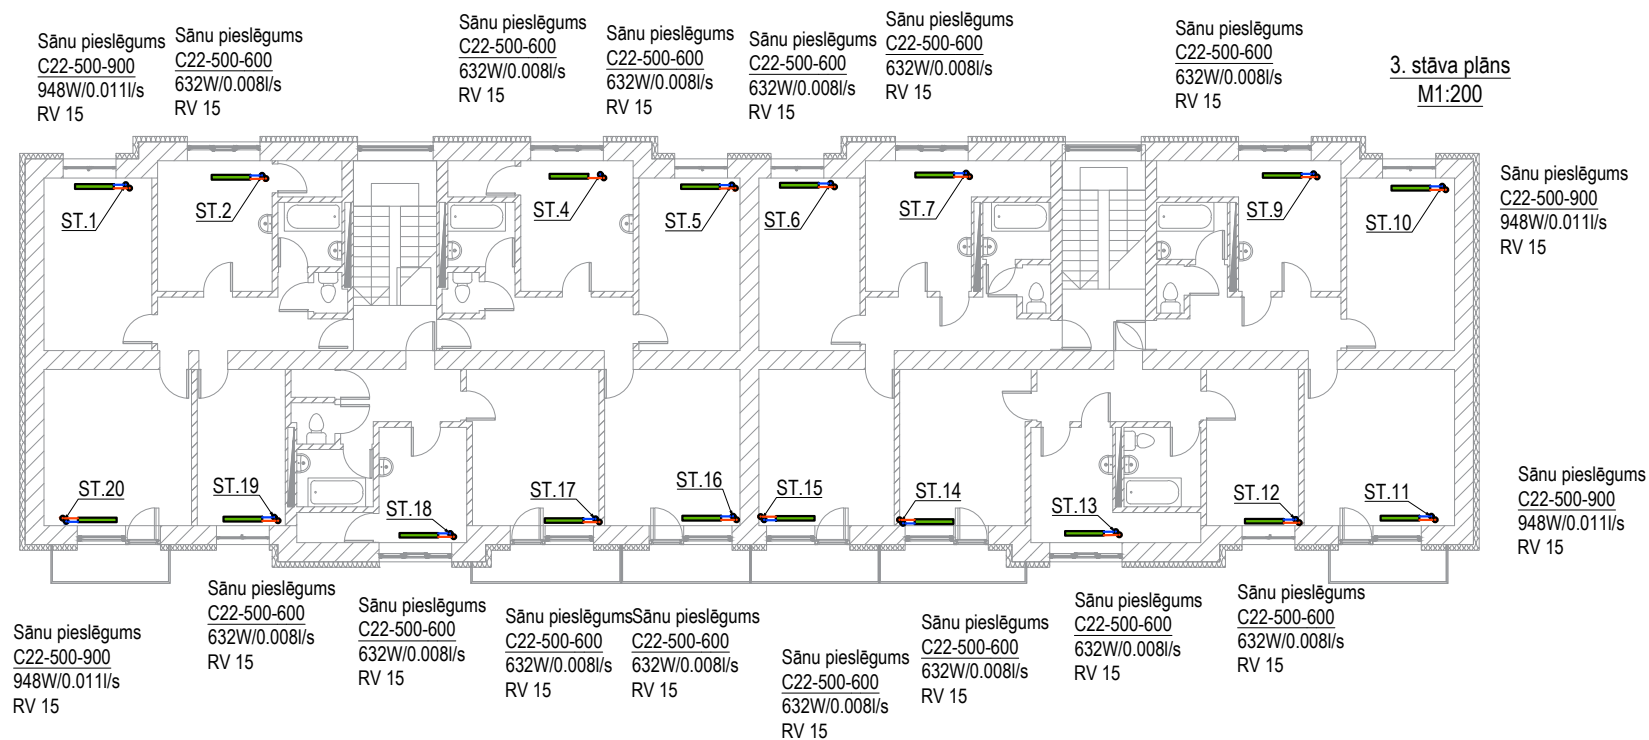 Sānu pieslēgums
C22-500-900
948W/0.011l/s
RV 15
Sānu pieslēgums
C22-500-600
632W/0.008l/s
RV 15
Sānu pieslēgums
C22-500-600
632W/0.008l/s
RV 15
Sānu pieslēgums
C22-500-600
632W/0.008l/s
RV 15
Sānu pieslēgums
C22-500-600
632W/0.008l/s
RV 15
Sānu pieslēgums
C22-500-600
632W/0.008l/s
RV 15
Sānu pieslēgums
C22-500-600
632W/0.008l/s
RV 15
3. stāva plāns
M1:200
Sānu pieslēgums
C22-500-900
948W/0.011l/s
RV 15
ST.1
ST.2
ST.4
ST.5
ST.6
ST.7
ST.9
ST.10
ST.20
ST.19
ST.18
ST.17
ST.16
ST.15
ST.14
ST.13
ST.12
ST.11
Sānu pieslēgums
C22-500-900
948W/0.011l/s
RV 15
Sānu pieslēgums
C22-500-900
948W/0.011l/s
RV 15
Sānu pieslēgums
C22-500-600
632W/0.008l/s
RV 15
Sānu pieslēgums
C22-500-600
632W/0.008l/s
RV 15
Sānu pieslēgums
C22-500-600
632W/0.008l/s
RV 15
Sānu pieslēgums
C22-500-600
632W/0.008l/s
RV 15
Sānu pieslēgums
C22-500-600
632W/0.008l/s
RV 15
Sānu pieslēgums
C22-500-600
632W/0.008l/s
RV 15
Sānu pieslēgums
C22-500-600
632W/0.008l/s
RV 15
Sānu pieslēgums
C22-500-600
632W/0.008l/s
RV 15